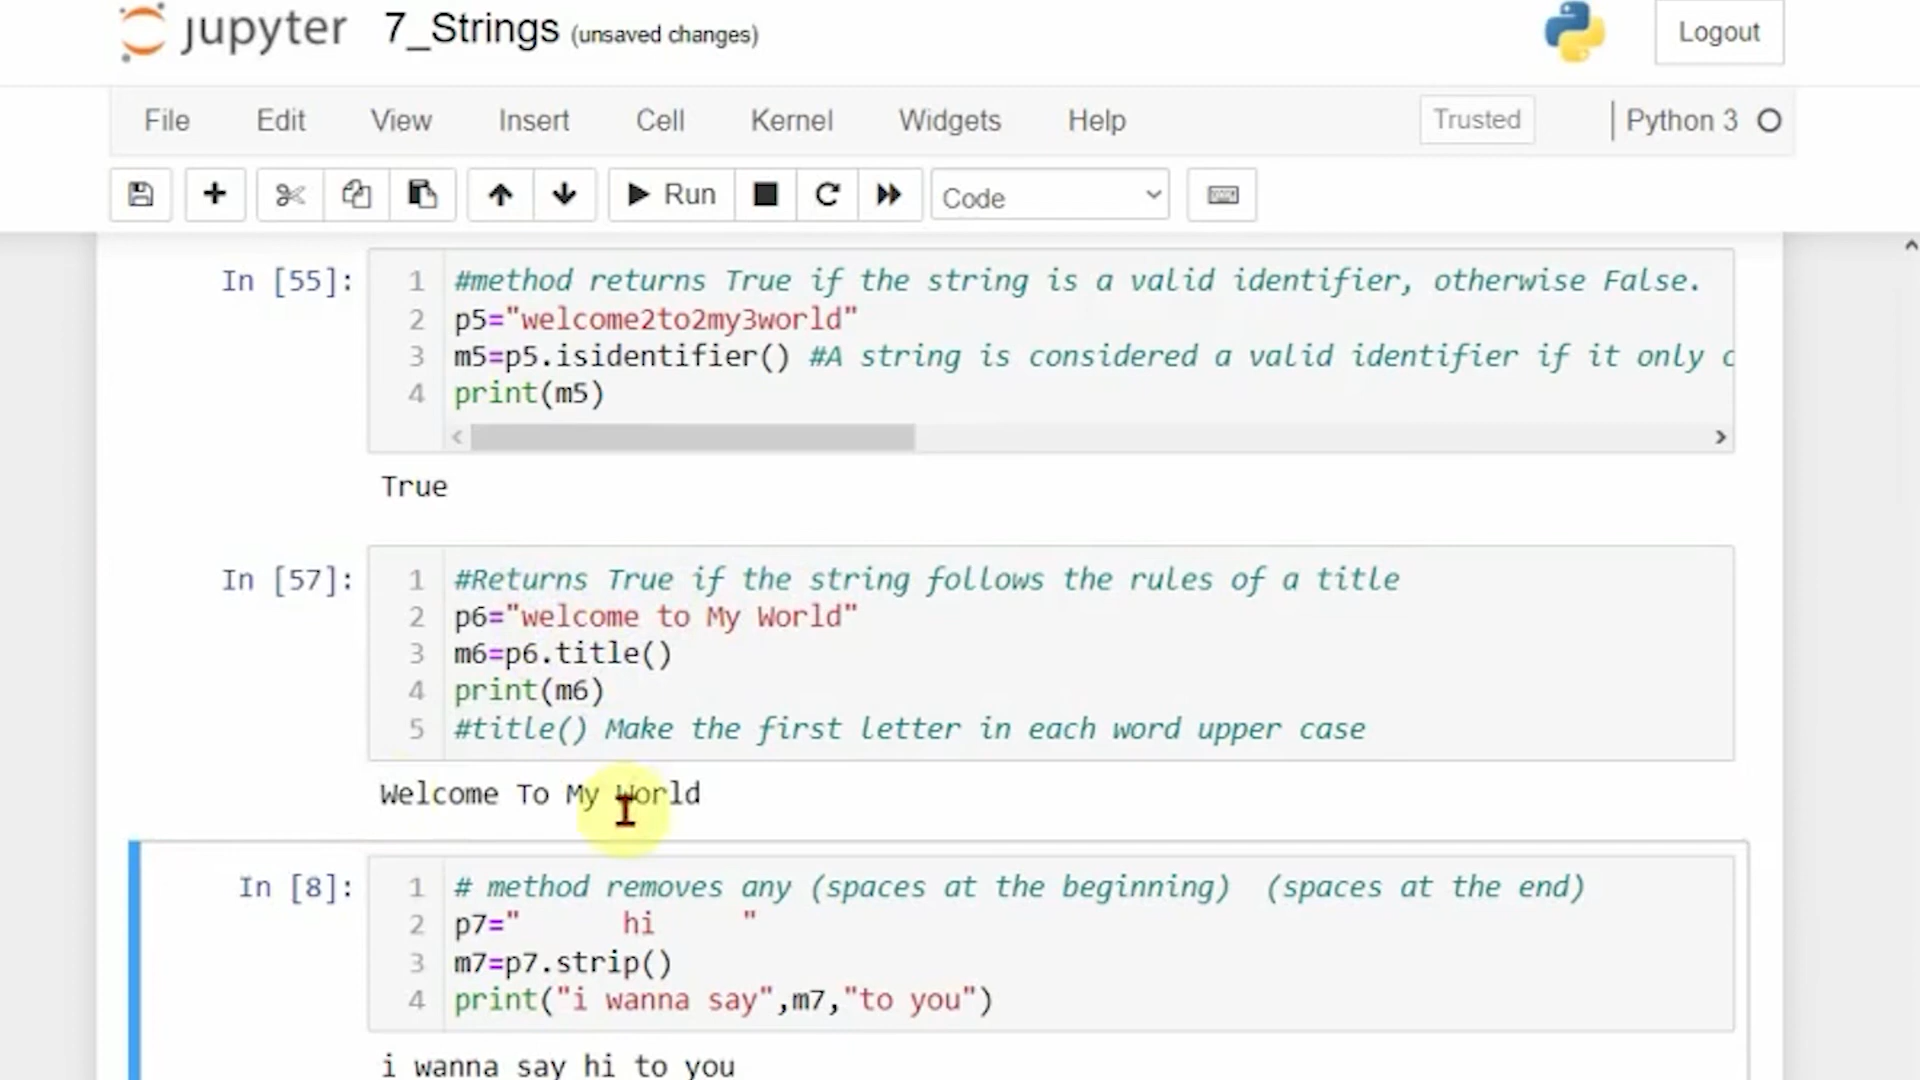 jupyter 7_Strings (unsaved changes) Logout
File Edit View Insert Cell Kernel Widgets Help Trusted Python 3
Run Code
In [55]:
1 #method returns True if the string is a valid identifier, otherwise False.
2 p5="welcome2to2my3world"
3 m5=p5.isidentifier() #A string is considered a valid identifier if it only
4 print(m5)
True
In [57]:
1 #Returns True if the string follows the rules of a title
2 p6="welcome to My World"
3 m6=p6.title()
4 print(m6)
5 #title() Make the first letter in each word upper case
Welcome To My World
In [8]:
1 # method removes any (spaces at the beginning)  (spaces at the end)
2 p7="      hi     "
3 m7=p7.strip()
4 print("i wanna say",m7,"to you")
i wanna say hi to you